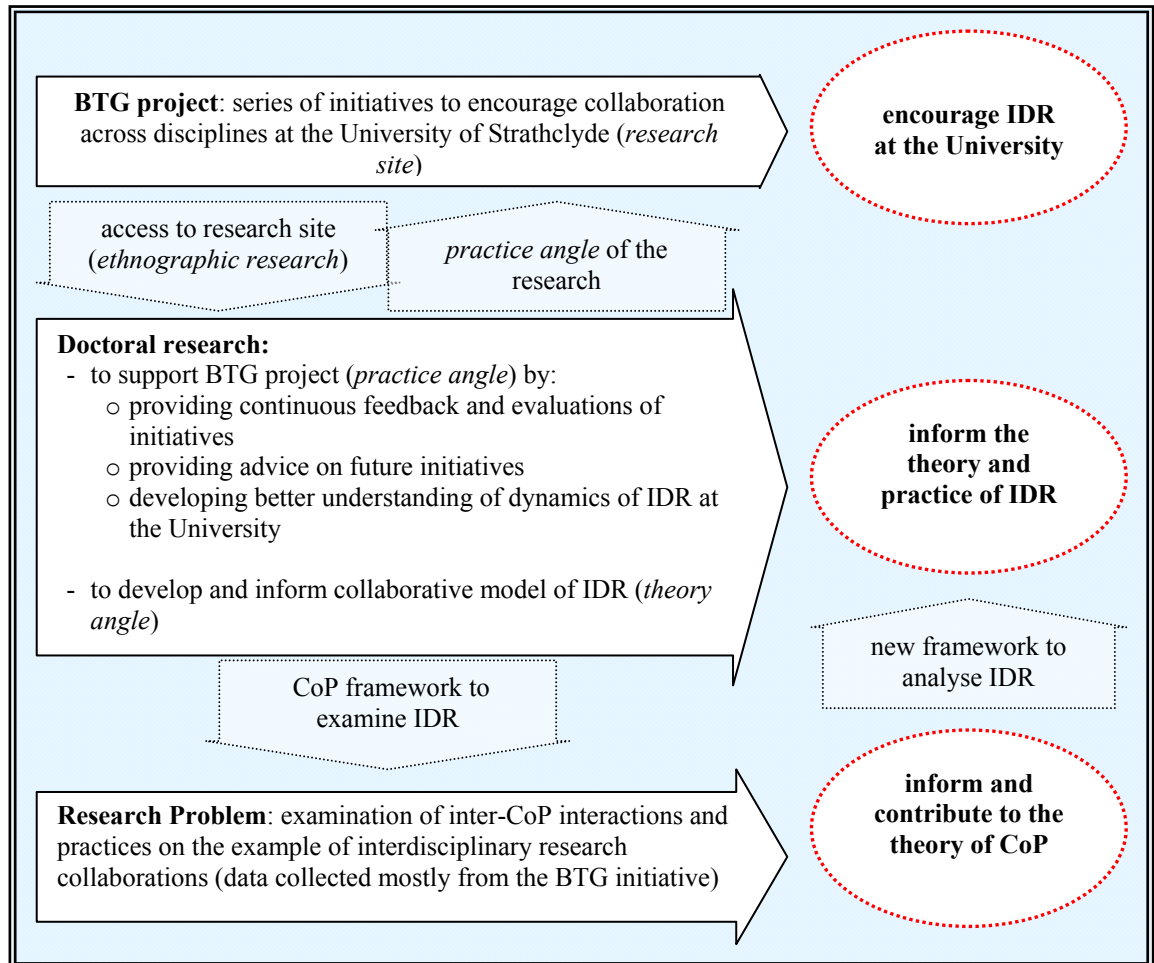 BTG project: series of initiatives to encourage collaboration
across disciplines at the University of Strathclyde (research
site)
encourage IDR
at the University
access to research site
(ethnographic research)
practice angle of the
research
Doctoral research:
- to support BTG project (practice angle) by:
o providing continuous feedback and evaluations of
initiatives
o providing advice on future initiatives
o developing better understanding of dynamics of IDR at
the University
- to develop and inform collaborative model of IDR (theory
angle)
inform the
theory and
practice of IDR
CoP framework to
examine IDR
new framework to
analyse IDR
Research Problem: examination of inter-CoP interactions and
practices on the example of interdisciplinary research
collaborations (data collected mostly from the BTG initiative)
inform and
contribute to the
theory of CoP